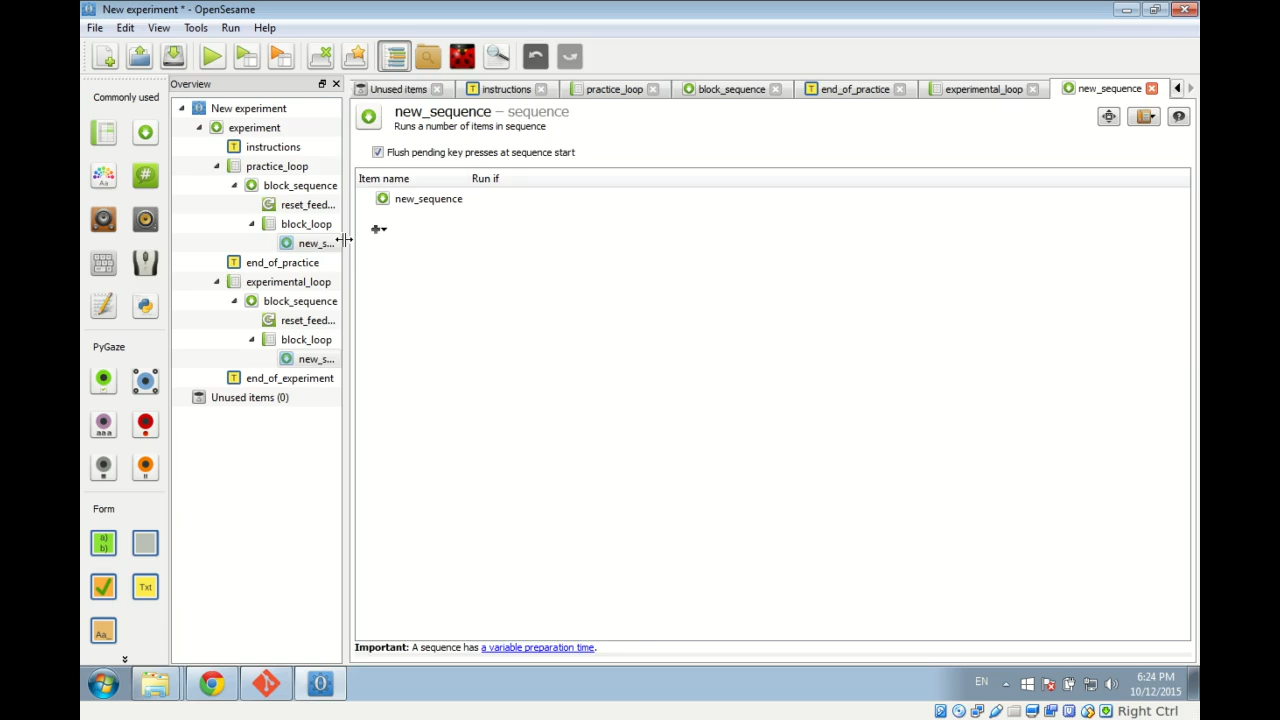 New experiment * - OpenSesame
File Edit View Tools Run Help
Commonly used
PyGaze
aaa
Form
a)
b)
Txt
Aa_
Overview
New experiment
experiment
instructions
practice_loop
block_sequence
reset_feed...
block_loop
new_s...
end_of_practice
experimental_loop
block_sequence
reset_feed...
block_loop
new_s...
end_of_experiment
Unused items (0)
Unused items instructions practice_loop block_sequence end_of_practice experimental_loop new_sequence
new_sequence – sequence
Runs a number of items in sequence
Flush pending key presses at sequence start
Item name Run if
new_sequence
Important: A sequence has a variable preparation time.
EN
6:24 PM
10/12/2015
Right Ctrl